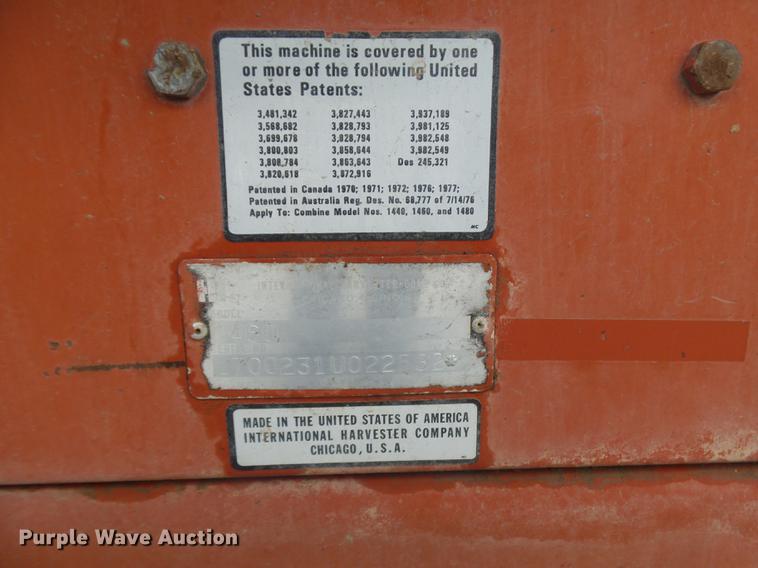 This machine is covered by one
or more of the following United
States Patents:
3,481,342 3,827,443 3,937,189
3,568,682 3,828,793 3,981,125
3,699,678 3,828,794 3,982,548
3,800,803 3,858,644 3,982,549
3,808,784 3,863,643 Des 245,321
3,820,618 3,872,916
Patented in Canada 1970; 1971; 1972; 1976; 1977;
Patented in Australia Reg. Des. No. 68,777 of 7/14/76
Apply To: Combine Model Nos. 1440, 1460, and 1480
MODEL
MADE IN THE UNITED STATES OF AMERICA
INTERNATIONAL HARVESTER COMPANY
CHICAGO, U.S.A.
Purple Wave Auction